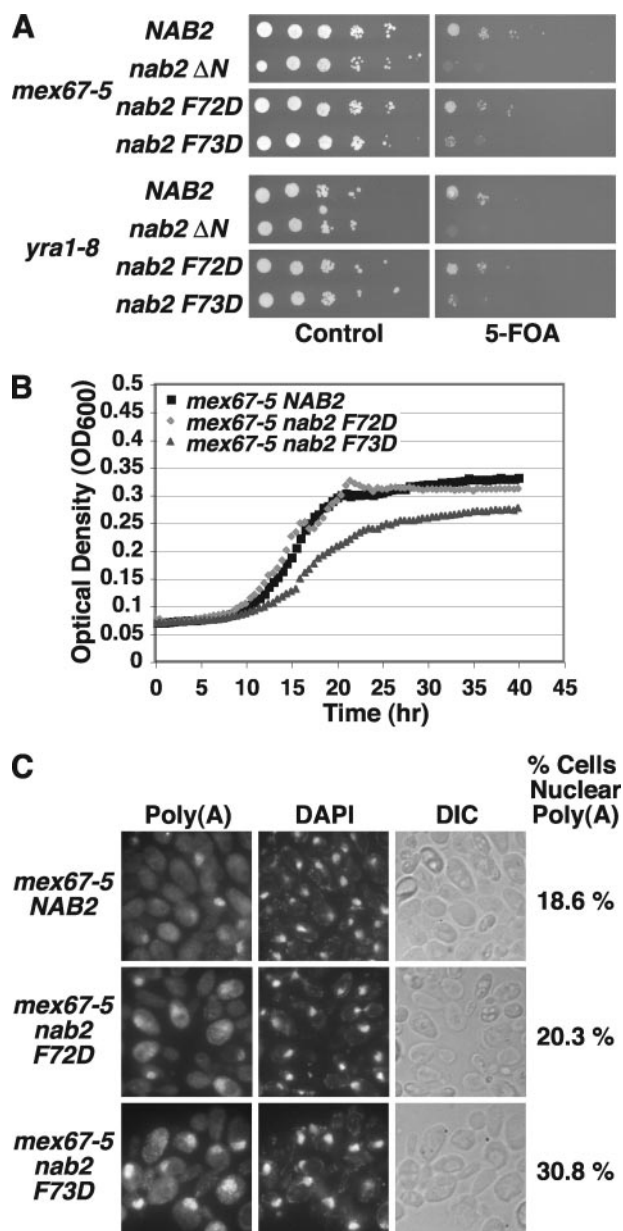 A
mex67-5
NAB2
nab2 ΔN
nab2 F72D
nab2 F73D
yra1-8
NAB2
nab2 ΔN
nab2 F72D
nab2 F73D
Control
5-FOA
B
Optical Density (OD600)
0.5
0.45
0.4
0.35
0.3
0.25
0.2
0.15
0.1
0.05
0
mex67-5 NAB2
mex67-5 nab2 F72D
mex67-5 nab2 F73D
0 5 10 15 20 25 30 35 40 45
Time (hr)
C
Poly(A)
DAPI
DIC
% Cells
Nuclear
Poly(A)
mex67-5
NAB2
18.6 %
mex67-5
nab2
F72D
20.3 %
mex67-5
nab2
F73D
30.8 %